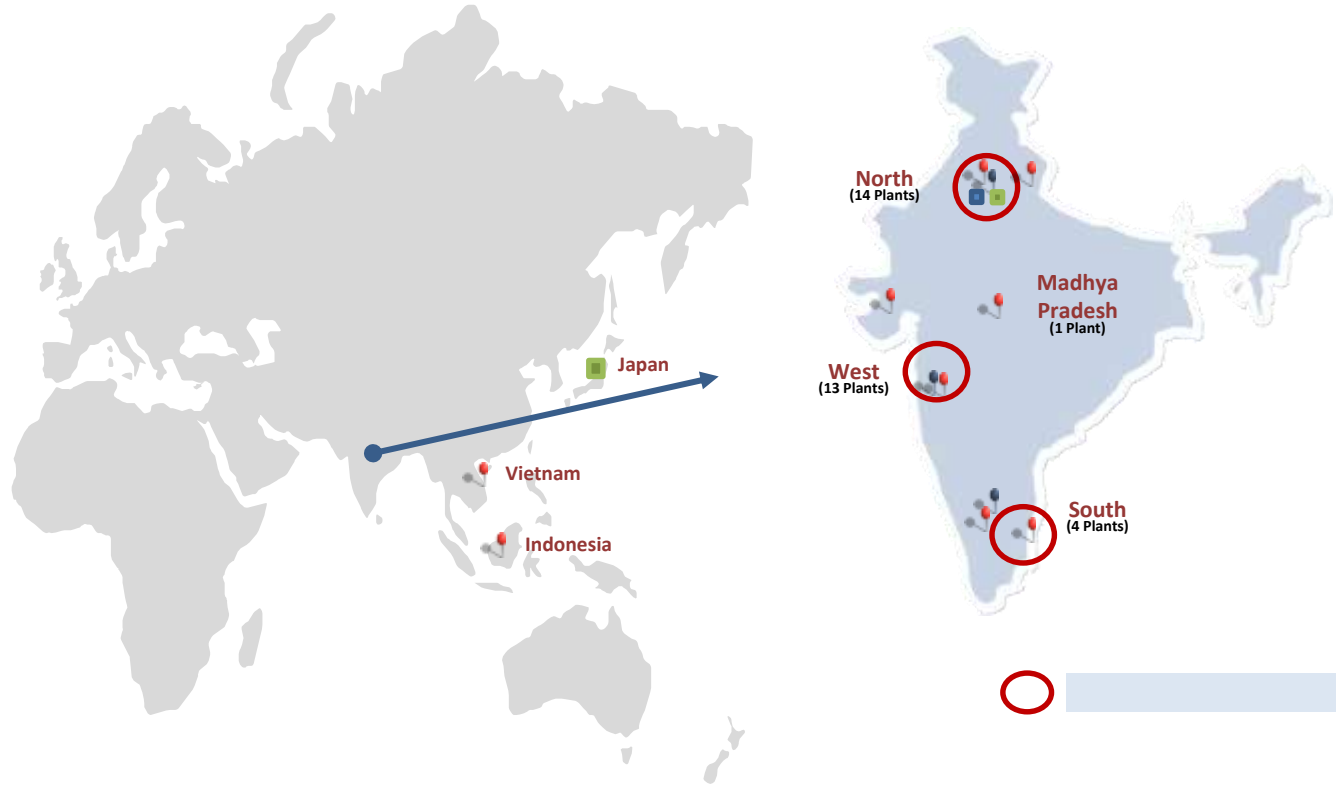 Japan
Vietnam
Indonesia
North
(14 Plants)
Madhya
Pradesh
(1 Plant)
West
(13 Plants)
South
(4 Plants)